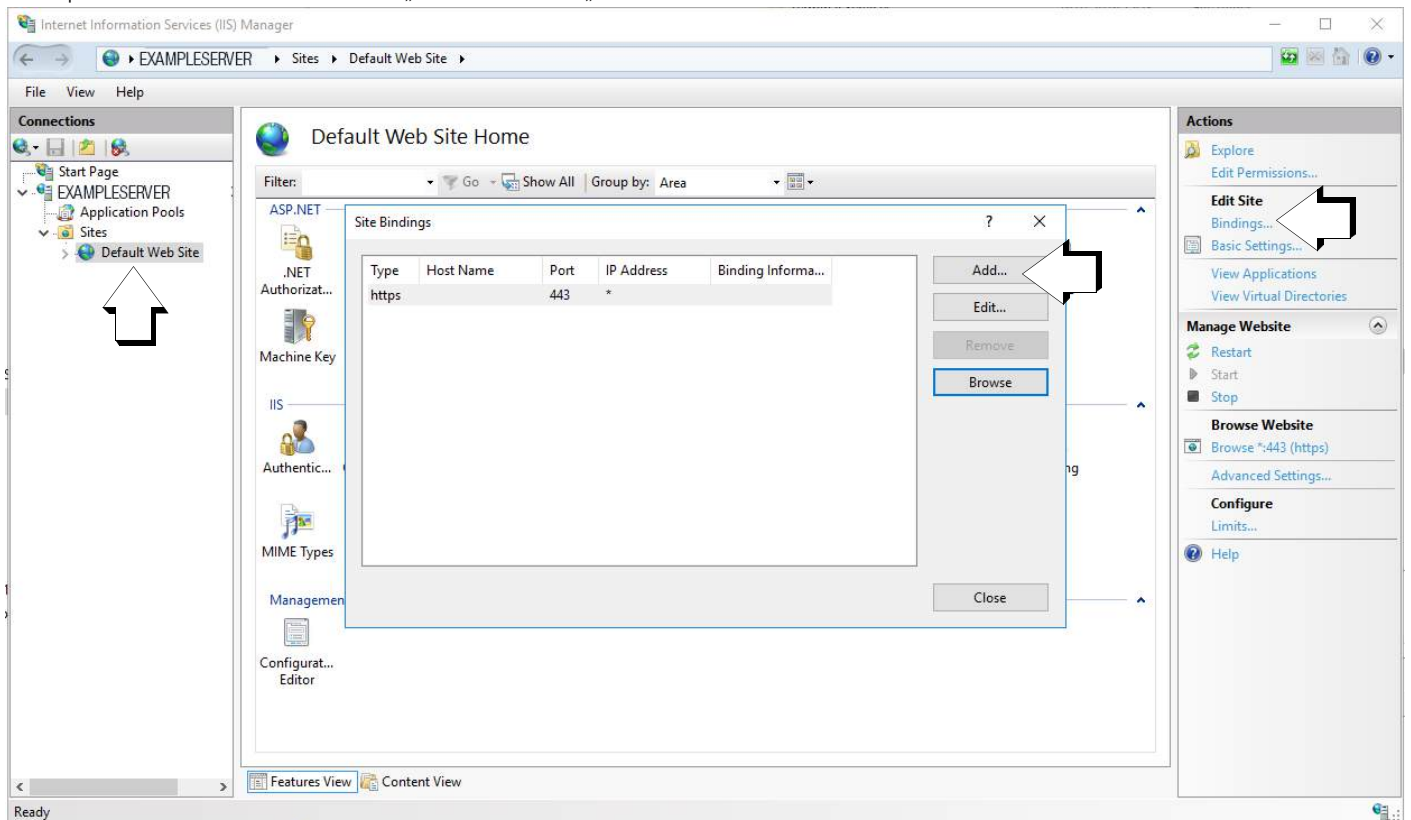 Internet Information Services (IIS) Manager
EXAMPLESERVER Sites Default Web Site
File View Help
Connections
Start Page
EXAMPLESERVER
Application Pools
Sites
Default Web Site
Default Web Site Home
Filter: Go Show All Group by: Area
ASP.NET
.NET
Authorizat...
Machine Key
IIS
Authentic...
MIME Types
Managemen
Configurat...
Editor
Site Bindings
? X
Type Host Name Port IP Address Binding Informa...
https 443 *
Add...
Edit...
Remove
Browse
Close
ng
Features View Content View
Actions
Explore
Edit Permissions...
Edit Site
Bindings...
Basic Settings...
View Applications
View Virtual Directories
Manage Website
Restart
Start
Stop
Browse Website
Browse *:443 (https)
Advanced Settings...
Configure
Limits...
Help
Ready